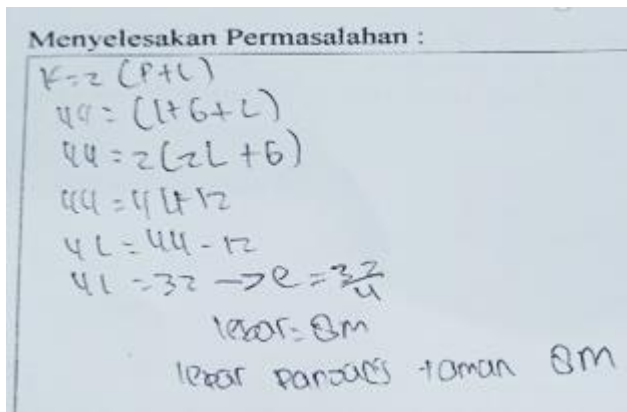 Menyelesakan Permasalahan :
K=2 (P+L)
44 = (L+6+L)
44 = 2(2L+6)
44 = 4L+12
4L = 44-12
4L = 32 → l = 32/4
lebar = 8m
lebar panjang taman 8m